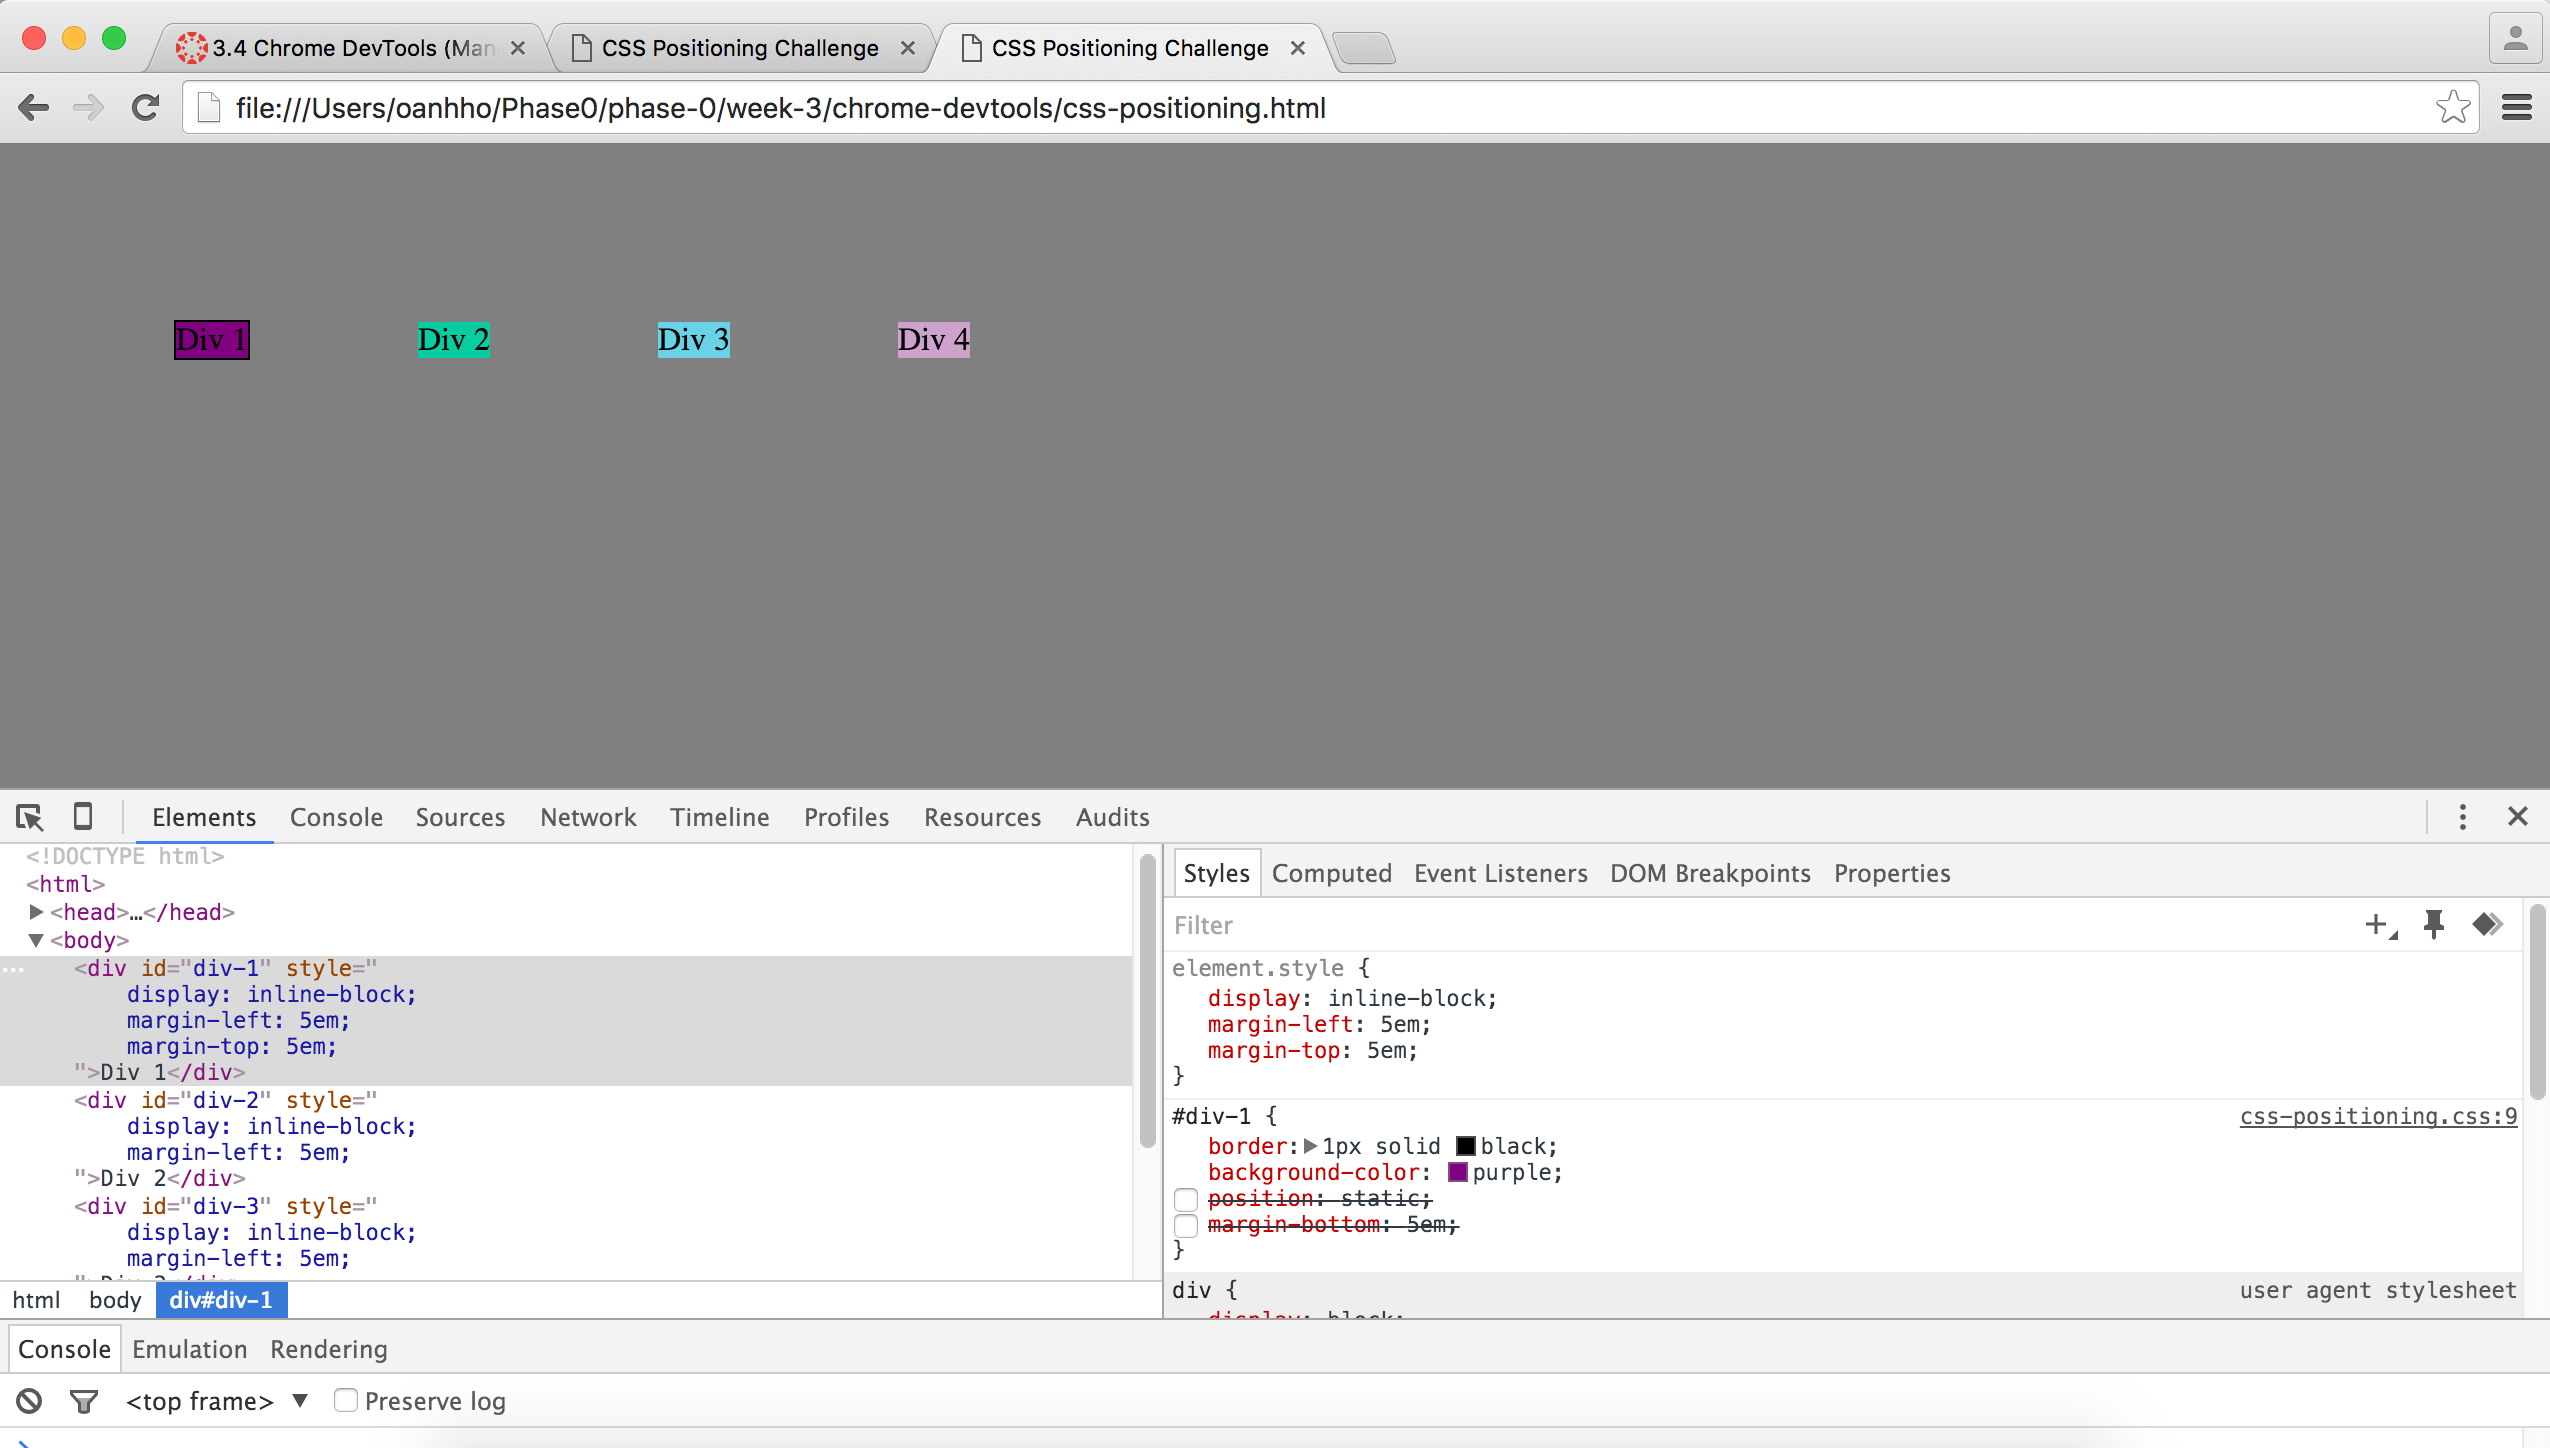 3.4 Chrome DevTools (Man
CSS Positioning Challenge
CSS Positioning Challenge
file:///Users/oanhho/Phase0/phase-0/week-3/chrome-devtools/css-positioning.html
Div 1
Div 2
Div 3
Div 4
Elements Console Sources Network Timeline Profiles Resources Audits
<!DOCTYPE html>
<html>
<head>…</head>
<body>
<div id="div-1" style="
display: inline-block;
margin-left: 5em;
margin-top: 5em;
">Div 1</div>
<div id="div-2" style="
display: inline-block;
margin-left: 5em;
">Div 2</div>
<div id="div-3" style="
display: inline-block;
margin-left: 5em;
">Div 3</div>
html body div#div-1
Styles Computed Event Listeners DOM Breakpoints Properties
Filter
element.style {
display: inline-block;
margin-left: 5em;
margin-top: 5em;
}
#div-1 { css-positioning.css:9
border: 1px solid black;
background-color: purple;
position: static;
margin-bottom: 5em;
}
div { user agent stylesheet
display: block;
Console Emulation Rendering
<top frame> Preserve log